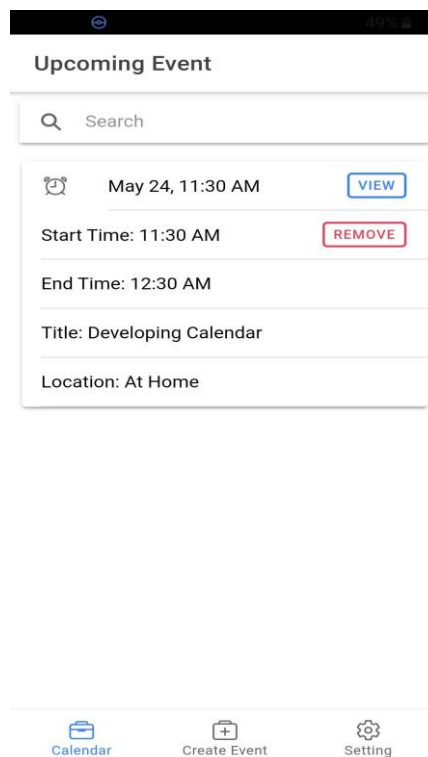 49%
Upcoming Event
Search
May 24, 11:30 AM VIEW
Start Time: 11:30 AM REMOVE
End Time: 12:30 AM
Title: Developing Calendar
Location: At Home
Calendar Create Event Setting